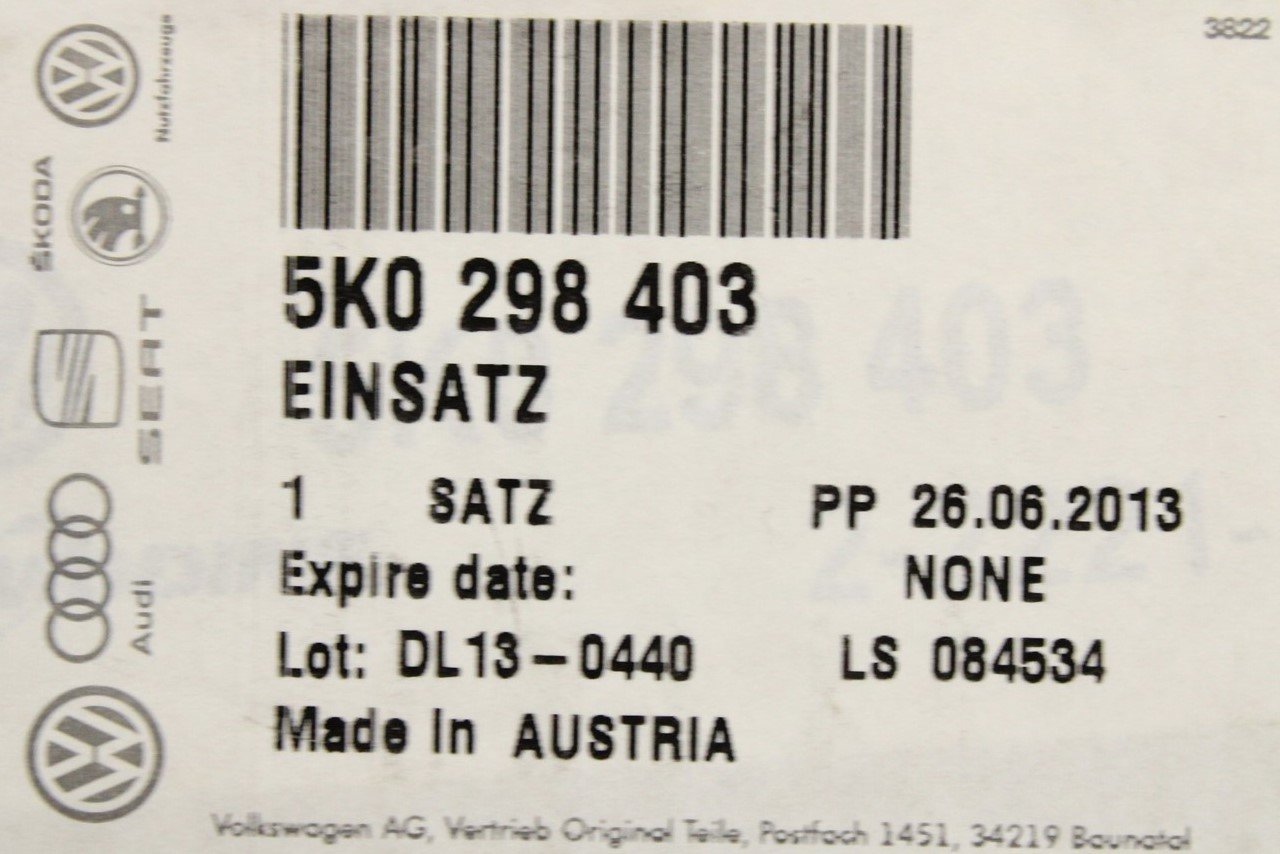 3822
Nutzfahrzeuge
ŠKODA
SEAT
Audi
5K0 298 403
EINSATZ
1 SATZ PP 26.06.2013
Expire date: NONE
Lot: DL13-0440 LS 084534
Made In AUSTRIA
Volkswagen AG, Vertrieb Original Teile, Postfach 1451, 34219 Baunatal